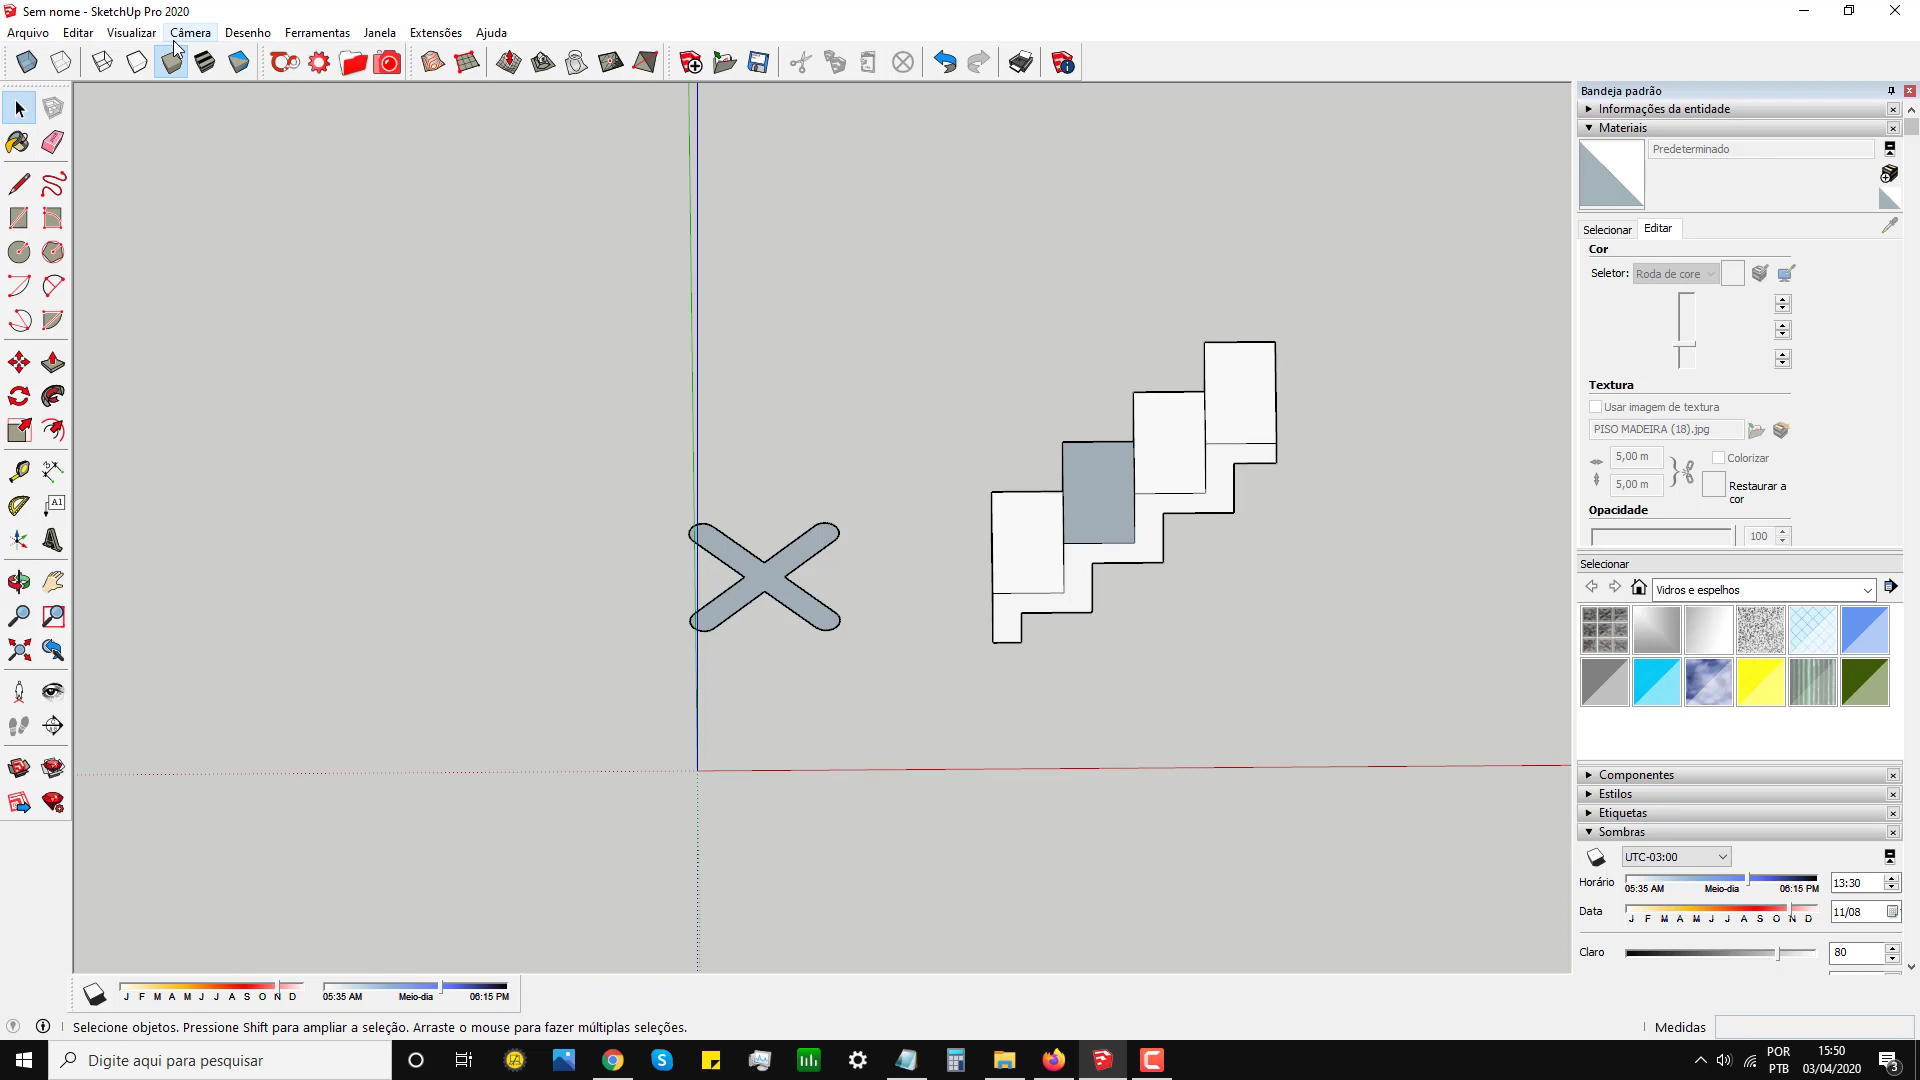 Sem nome - SketchUp Pro 2020
Arquivo Editar Visualizar Câmera Desenho Ferramentas Janela Extensões Ajuda
Bandeja padrão
Informações da entidade
Materiais
Predeterminado
Selecionar Editar
Cor
Seletor: Roda de core
Textura
Usar imagem de textura
PISO MADEIRA (18).jpg
5,00 m Colorizar
5,00 m Restaurar a cor
Opacidade
100
Selecionar
Vidros e espelhos
Componentes
Estilos
Etiquetas
Sombras
UTC-03:00
Horário 05:35 AM Meio-dia 06:15 PM 13:30
Data J F M A M J J A S O N D 11/08
Claro 80
A1
J F M A M J J A S O N D 05:35 AM Meio-dia 06:15 PM
Selecione objetos. Pressione Shift para ampliar a seleção. Arraste o mouse para fazer múltiplas seleções.
Medidas
Digite aqui para pesquisar
POR
PTB
15:50
03/04/2020
3